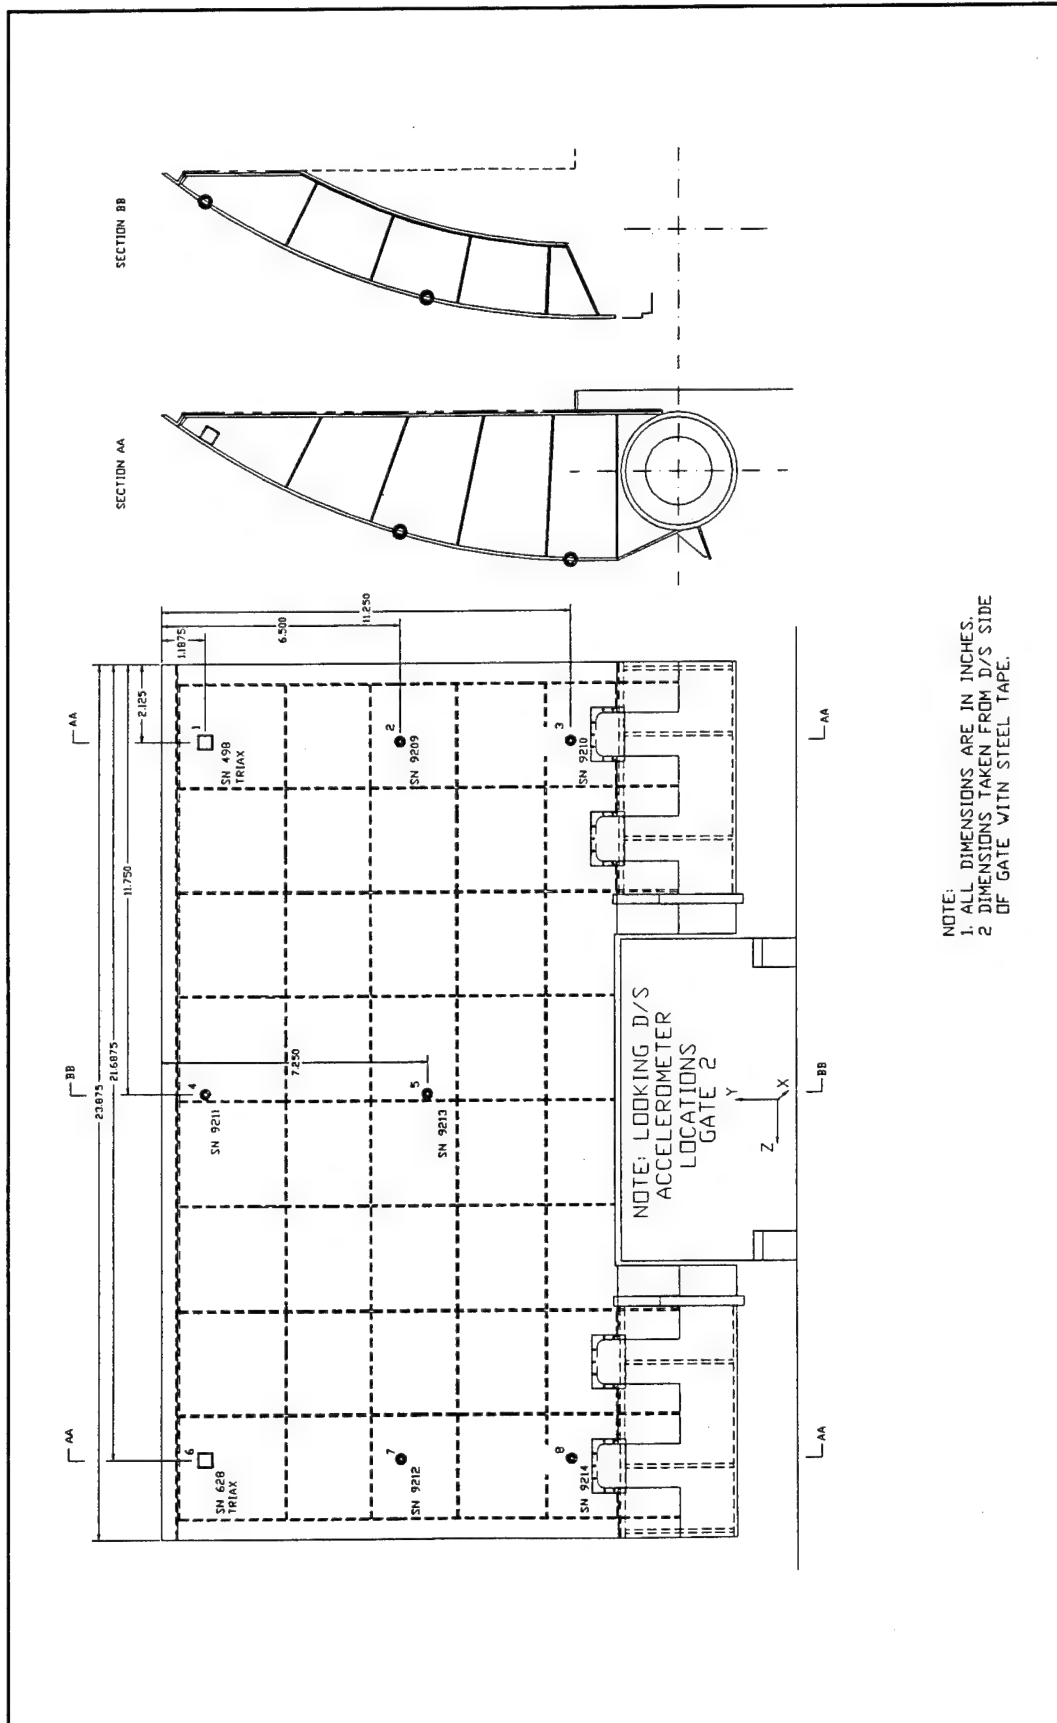 SECTION BB
SECTION AA
23.875
21.6875
11.750
2.125
1.1875
6.500
11.250
7.250
AA
BB
AA
6
SN 628
TRIAX
4
SN 9211
1
SN 498
TRIAX
7
SN 9212
5
SN 9213
2
SN 9209
8
SN 9214
3
SN 9210
NOTE: LOOKING D/S
ACCELEROMETER
LOCATIONS
GATE 2
Y
Z
X
AA
BB
AA
NOTE:
1. ALL DIMENSIONS ARE IN INCHES.
2 DIMENSIONS TAKEN FROM D/S SIDE
OF GATE WITN STEEL TAPE.